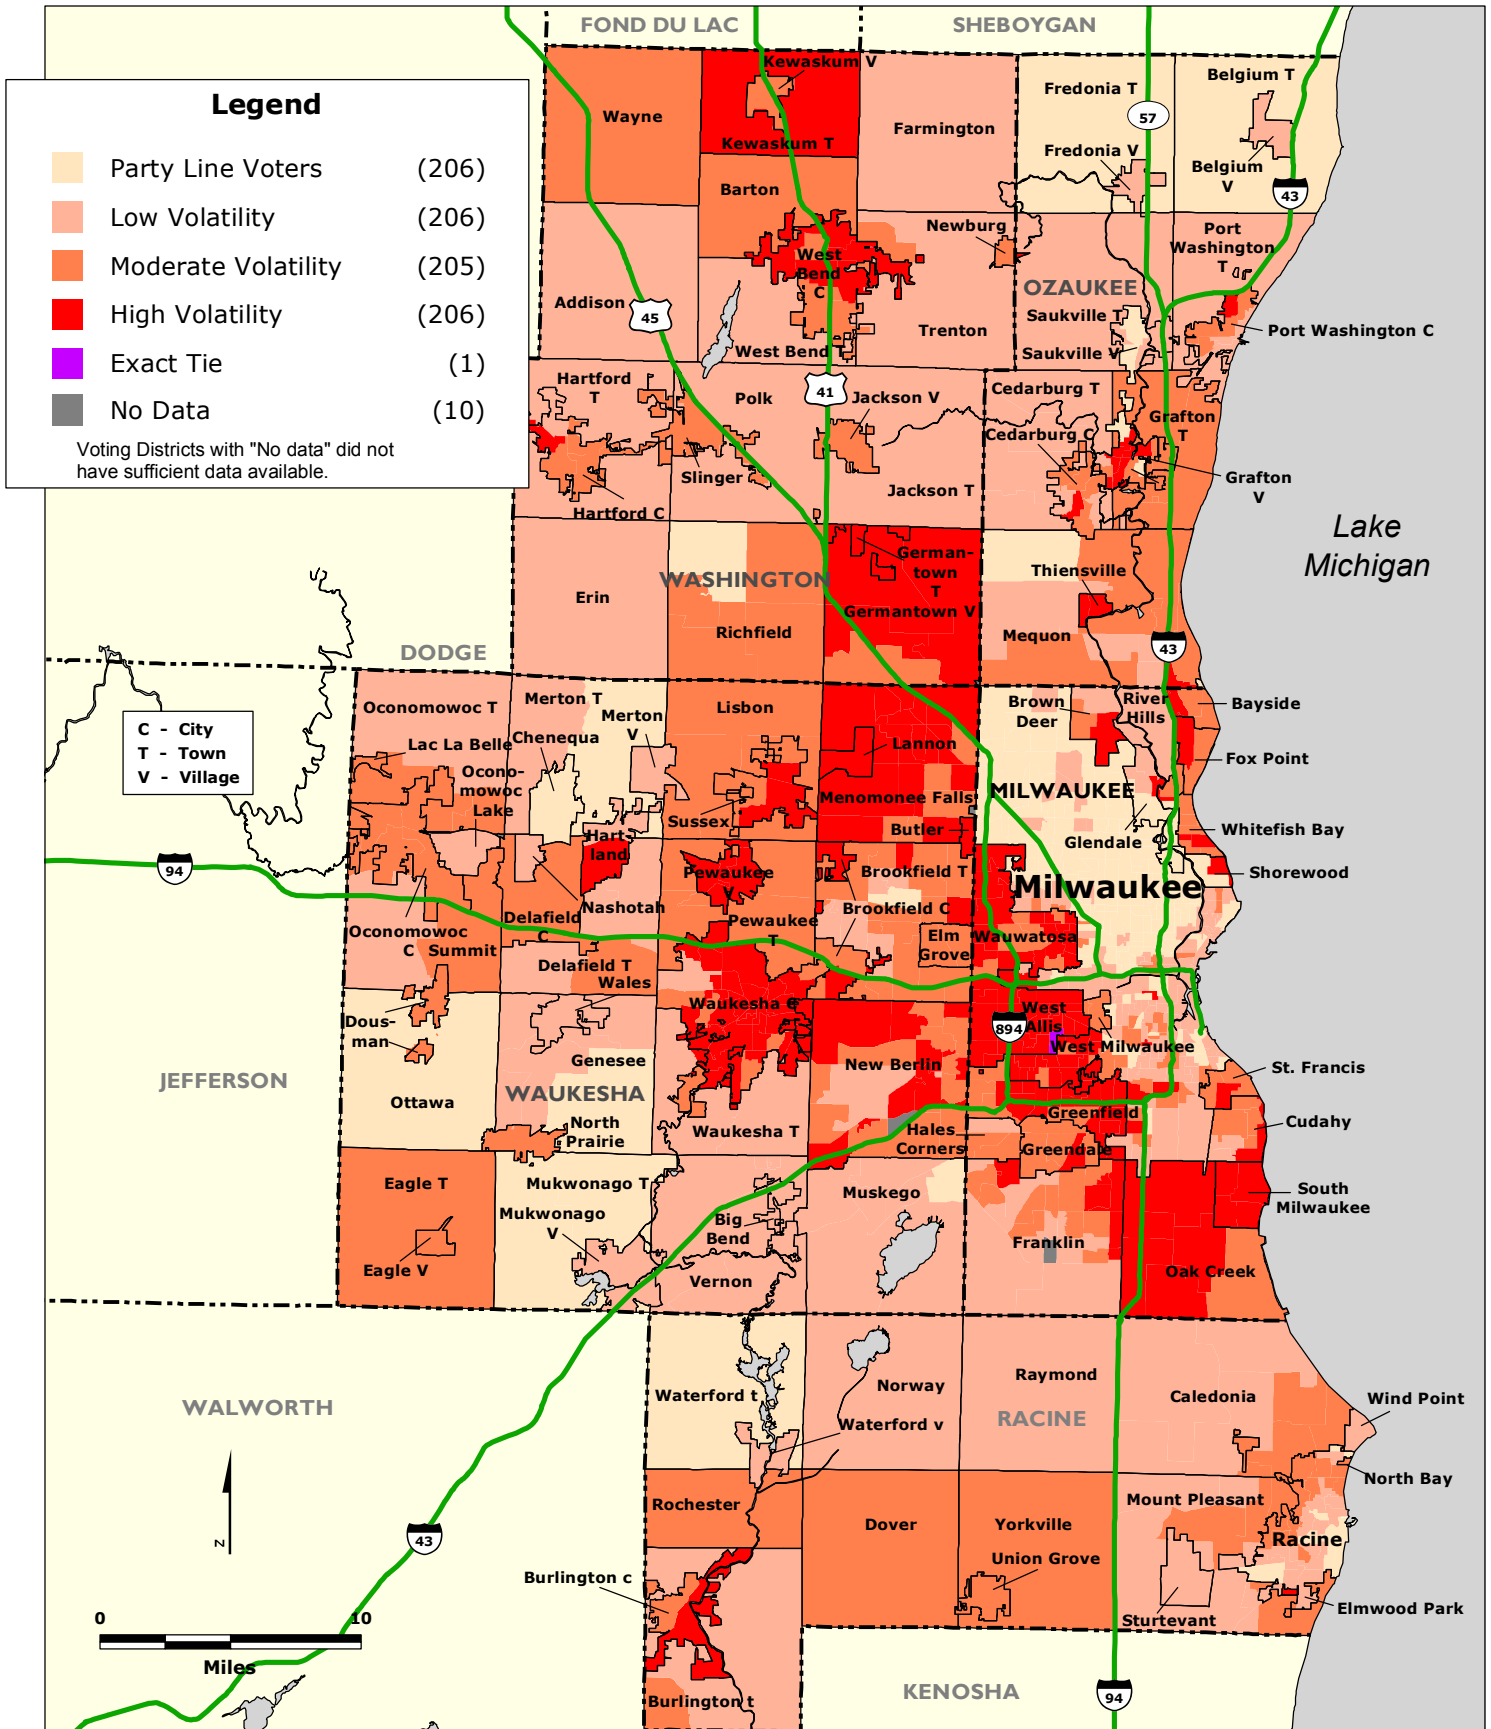 FOND DU LAC
SHEBOYGAN
Legend
Party Line Voters (206)
Low Volatility (206)
Moderate Volatility (205)
High Volatility (206)
Exact Tie (1)
No Data (10)
Voting Districts with "No data" did not
have sufficient data available.
Wayne
Kewaskum V
Kewaskum T
Farmington
Fredonia T
Belgium T
57
Fredonia V
Belgium
V
43
Barton
Newburg
Port
Washington
T
West
Bend
C
OZAUKEE
Addison
45
Trenton
Saukville T
Port Washington C
West Bend T
Saukville V
Hartford
T
Polk
41
Jackson V
Cedarburg T
Grafton
T
Cedarburg C
Slinger
Grafton
V
Jackson T
Hartford C
Lake
Michigan
German-
town
T
Thiensville
WASHINGTON
Erin
Germantown V
Richfield
Mequon
43
DODGE
Oconomowoc T
Merton T
Lisbon
Brown
Deer
River
Hills
Bayside
Merton
V
C - City
T - Town
V - Village
Lac La Belle
Chenequa
Lannon
Fox Point
Ocono-
mowoc
Lake
Menomonee Falls
MILWAUKEE
Sussex
Butler
Whitefish Bay
Hart-
land
Glendale
94
Pewaukee
V
Brookfield T
Shorewood
Milwaukee
Nashotah
Brookfield C
Delafield
C
Pewaukee
T
Elm
Grove
Wauwatosa
Oconomowoc
C
Summit
Delafield T
Wales
Waukesha C
West
Allis
Dous-
man
894
West Milwaukee
Genesee
New Berlin
St. Francis
JEFFERSON
WAUKESHA
Ottawa
Greenfield
Cudahy
North
Prairie
Waukesha T
Hales
Corners
Greendale
Eagle T
Mukwonago T
Muskego
South
Milwaukee
Mukwonago
V
Big
Bend
Franklin
Eagle V
Vernon
Oak Creek
Waterford t
Norway
Raymond
Caledonia
Wind Point
WALWORTH
Waterford v
RACINE
North Bay
Rochester
Mount Pleasant
Dover
Yorkville
Racine
N
43
Union Grove
Burlington c
Elmwood Park
0 10
Sturtevant
Miles
Burlington t
KENOSHA
94